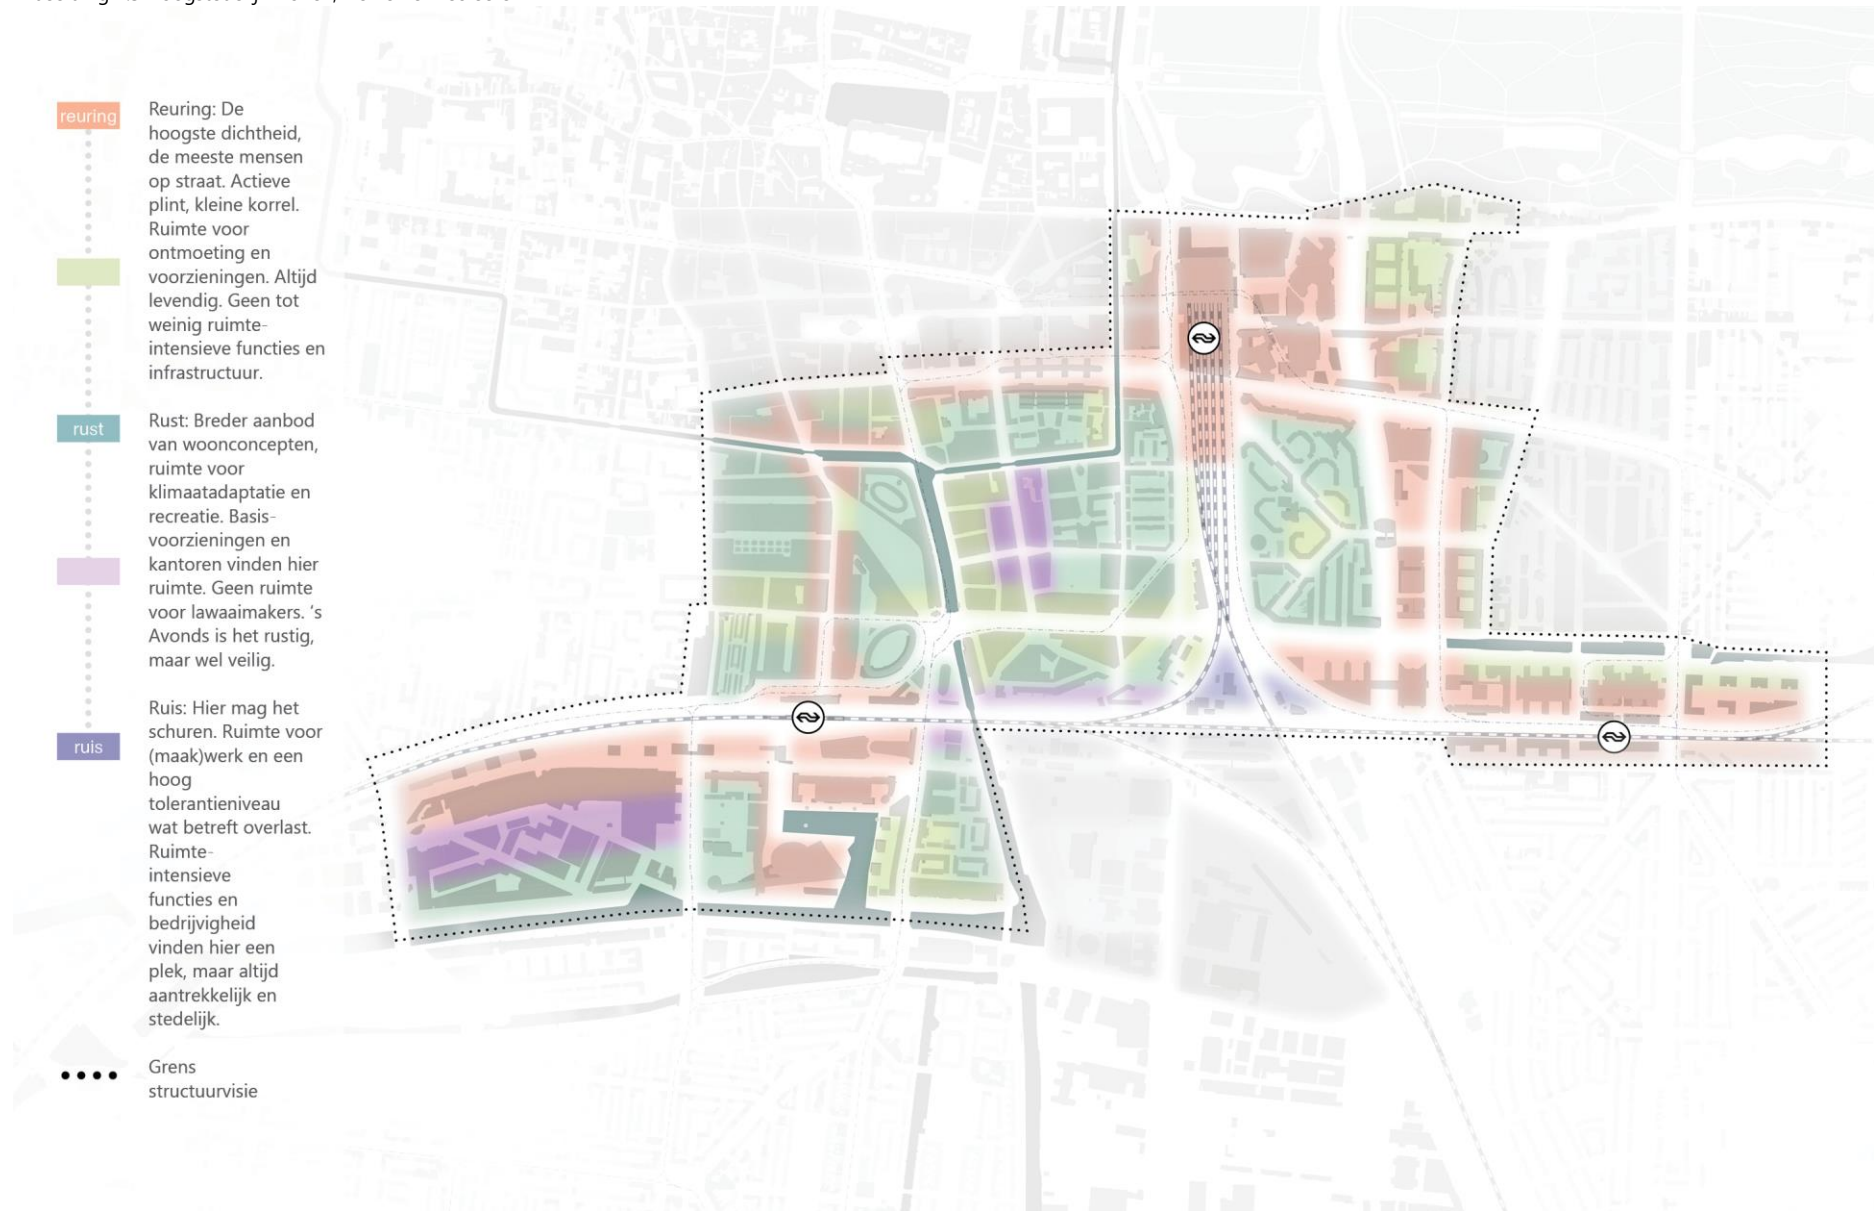 reuring
Reuring: De
hoogste dichtheid,
de meeste mensen
op straat. Actieve
plint, kleine korrel.
Ruimte voor
ontmoeting en
voorzieningen. Altijd
levendig. Geen tot
weinig ruimte-
intensieve functies en
infrastructuur.
rust
Rust: Breder aanbod
van woonconcepten,
ruimte voor
klimaatadaptatie en
recreatie. Basis-
voorzieningen en
kantoren vinden hier
ruimte. Geen ruimte
voor lawaaimakers. ‘s
Avonds is het rustig,
maar wel veilig.
ruis
Ruis: Hier mag het
schuren. Ruimte voor
(maak)werk en een
hoog
tolerantieniveau
wat betreft overlast.
Ruimte-
intensieve
functies en
bedrijvigheid
vinden hier een
plek, maar altijd
aantrekkelijk en
stedelijk.
Grens
structuurvisie